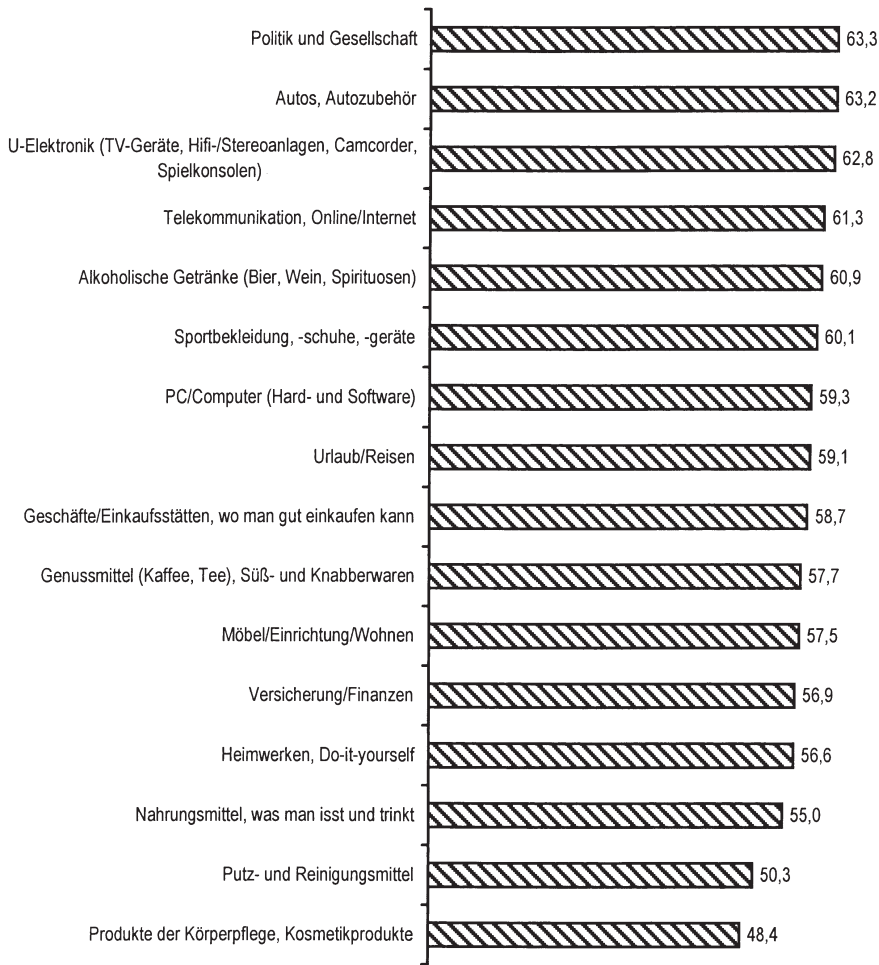 Politik und Gesellschaft 63,3
Autos, Autozubehör 63,2
U-Elektronik (TV-Geräte, Hifi-/Stereoanlagen, Camcorder,
Spielkonsolen) 62,8
Telekommunikation, Online/Internet 61,3
Alkoholische Getränke (Bier, Wein, Spirituosen) 60,9
Sportbekleidung, -schuhe, -geräte 60,1
PC/Computer (Hard- und Software) 59,3
Urlaub/Reisen 59,1
Geschäfte/Einkaufsstätten, wo man gut einkaufen kann 58,7
Genussmittel (Kaffee, Tee), Süß- und Knabberwaren 57,7
Möbel/Einrichtung/Wohnen 57,5
Versicherung/Finanzen 56,9
Heimwerken, Do-it-yourself 56,6
Nahrungsmittel, was man isst und trinkt 55,0
Putz- und Reinigungsmittel 50,3
Produkte der Körperpflege, Kosmetikprodukte 48,4